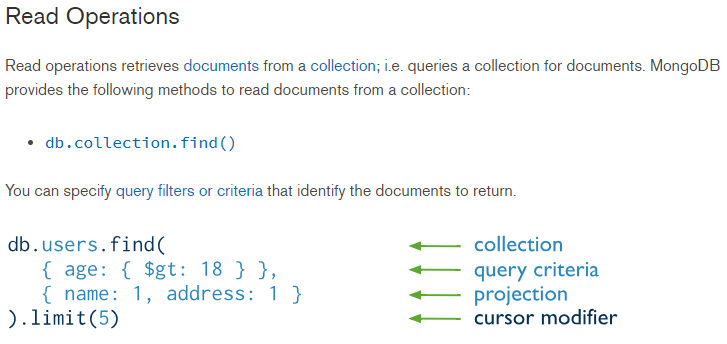 Read Operations
Read operations retrieves documents from a collection; i.e. queries a collection for documents. MongoDB
provides the following methods to read documents from a collection:
• db.collection.find()
You can specify query filters or criteria that identify the documents to return.
db.users.find( collection
{ age: { $gt: 18 } }, query criteria
{ name: 1, address: 1 } projection
).limit(5) cursor modifier